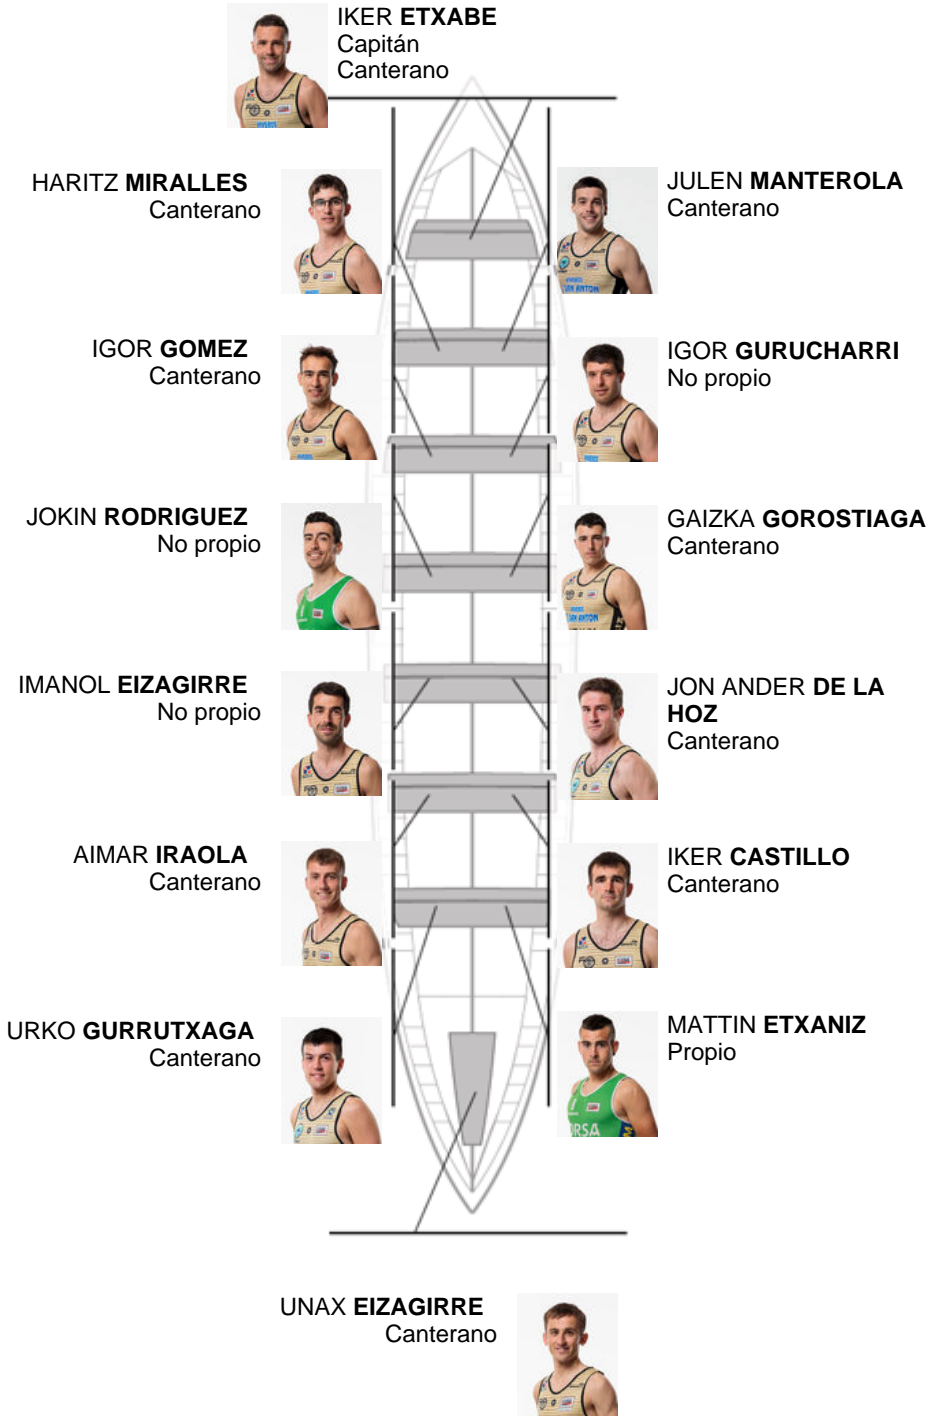 IKER ETXABE
Capitán
Canterano
HARITZ MIRALLES
Canterano
JULEN MANTEROLA
Canterano
IGOR GOMEZ
Canterano
IGOR GURUCHARRI
No propio
JOKIN RODRIGUEZ
No propio
GAIZKA GOROSTIAGA
Canterano
IMANOL EIZAGIRRE
No propio
JON ANDER DE LA
HOZ
Canterano
AIMAR IRAOLA
Canterano
IKER CASTILLO
Canterano
URKO GURRUTXAGA
Canterano
MATTIN ETXANIZ
Propio
UNAX EIZAGIRRE
Canterano